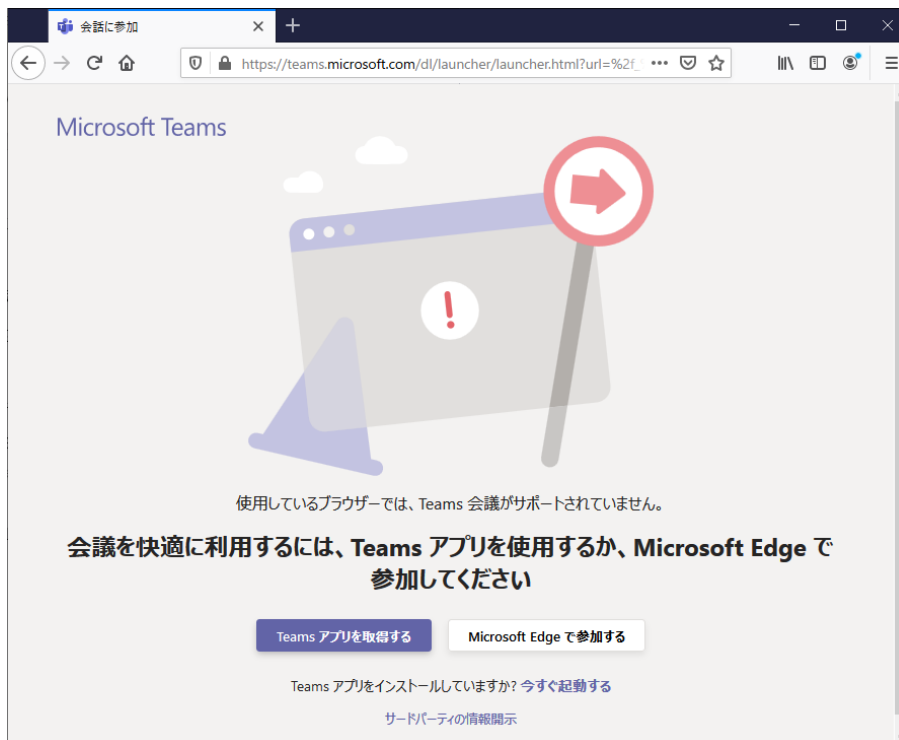 会話に参加
https://teams.microsoft.com/dl/launcher/launcher.html?url=%2f_
Microsoft Teams
使用しているブラウザーでは、Teams 会議がサポートされていません。
会議を快適に利用するには、Teams アプリを使用するか、Microsoft Edge で
参加してください
Teams アプリを取得する
Microsoft Edge で参加する
Teams アプリをインストールしていますか? 今すぐ起動する
サードパーティの情報開示